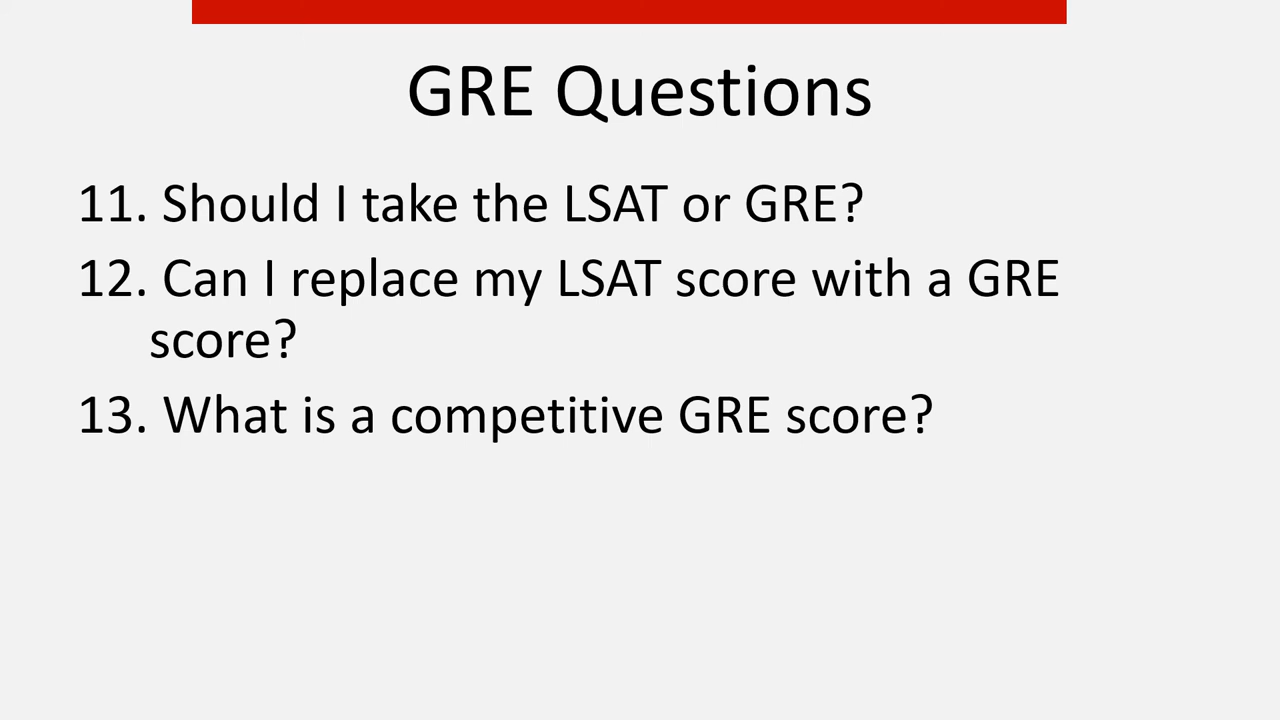 GRE Questions
11. Should I take the LSAT or GRE?
12. Can I replace my LSAT score with a GRE
score?
13. What is a competitive GRE score?